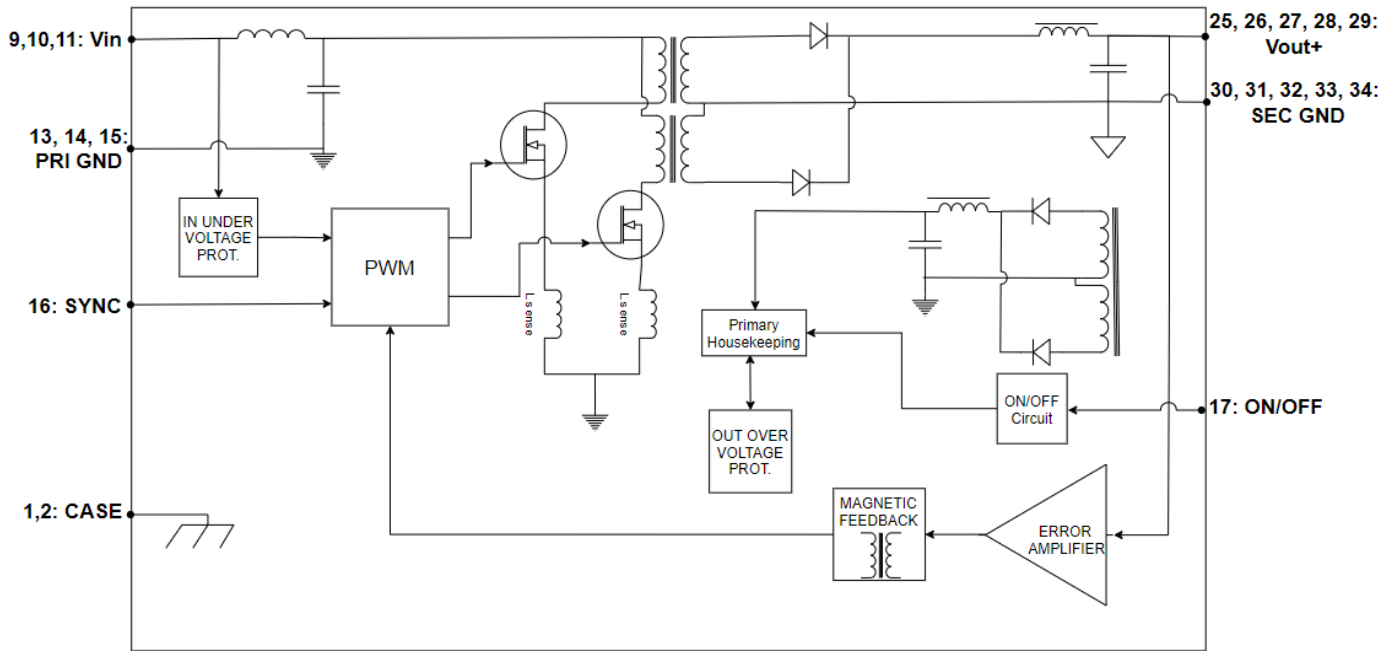 9,10,11: Vin
13, 14, 15:
PRI GND
IN UNDER
VOLTAGE
PROT.
PWM
16: SYNC
Lsense
Lsense
1,2: CASE
25, 26, 27, 28, 29:
Vout+
30, 31, 32, 33, 34:
SEC GND
Primary
Housekeeping
ON/OFF
Circuit
17: ON/OFF
OUT OVER
VOLTAGE
PROT.
MAGNETIC
FEEDBACK
ERROR
AMPLIFIER